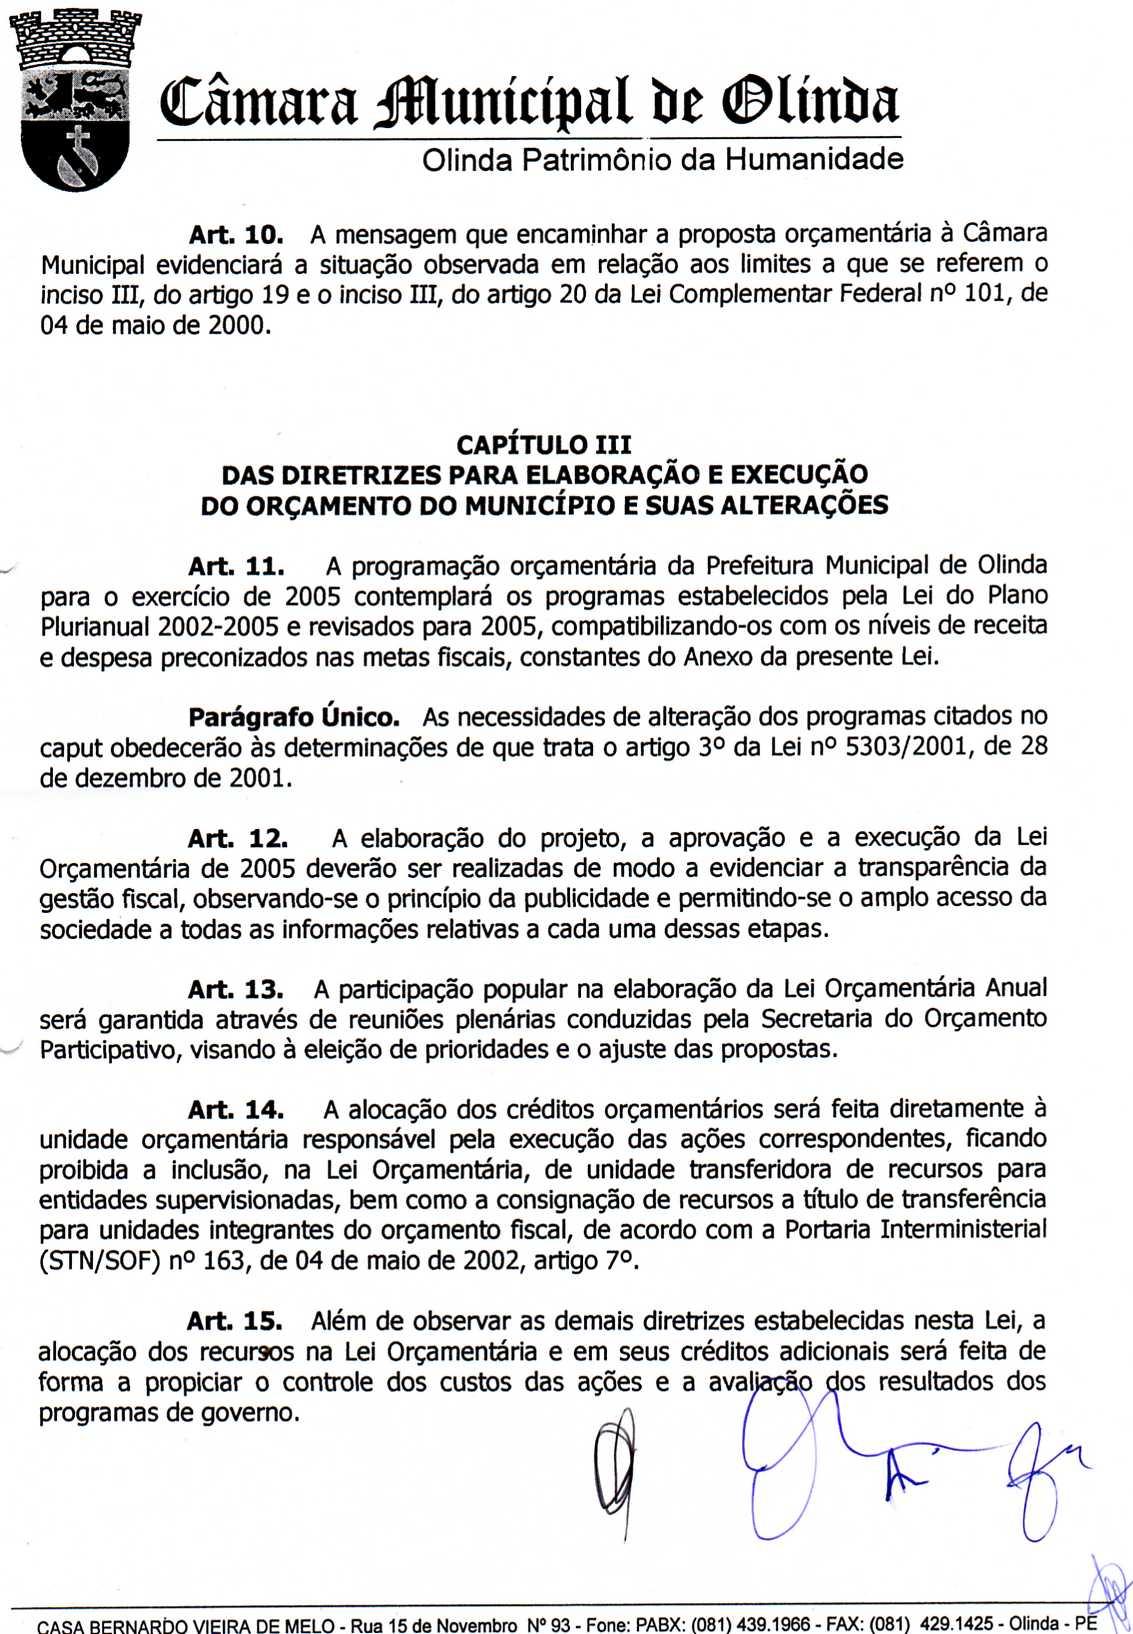 Câmara Municipal de Olinda
Olinda Patrimônio da Humanidade
Art. 10. A mensagem que encaminhar a proposta orçamentária à Câmara
Municipal evidenciará a situação observada em relação aos limites a que se referem o
inciso III, do artigo 19 e o inciso III, do artigo 20 da Lei Complementar Federal nº 101, de
04 de maio de 2000.
CAPÍTULO III
DAS DIRETRIZES PARA ELABORAÇÃO E EXECUÇÃO
DO ORÇAMENTO DO MUNICÍPIO E SUAS ALTERAÇÕES
Art. 11. A programação orçamentária da Prefeitura Municipal de Olinda
para o exercício de 2005 contemplará os programas estabelecidos pela Lei do Plano
Plurianual 2002-2005 e revisados para 2005, compatibilizando-os com os níveis de receita
e despesa preconizados nas metas fiscais, constantes do Anexo da presente Lei.
Parágrafo Único. As necessidades de alteração dos programas citados no
caput obedecerão às determinações de que trata o artigo 3º da Lei nº 5303/2001, de 28
de dezembro de 2001.
Art. 12. A elaboração do projeto, a aprovação e a execução da Lei
Orçamentária de 2005 deverão ser realizadas de modo a evidenciar a transparência da
gestão fiscal, observando-se o princípio da publicidade e permitindo-se o amplo acesso da
sociedade a todas as informações relativas a cada uma dessas etapas.
Art. 13. A participação popular na elaboração da Lei Orçamentária Anual
será garantida através de reuniões plenárias conduzidas pela Secretaria do Orçamento
Participativo, visando à eleição de prioridades e o ajuste das propostas.
Art. 14. A alocação dos créditos orçamentários será feita diretamente à
unidade orçamentária responsável pela execução das ações correspondentes, ficando
proibida a inclusão, na Lei Orçamentária, de unidade transferidora de recursos para
entidades supervisionadas, bem como a consignação de recursos a título de transferência
para unidades integrantes do orçamento fiscal, de acordo com a Portaria Interministerial
(STN/SOF) nº 163, de 04 de maio de 2002, artigo 7º.
Art. 15. Além de observar as demais diretrizes estabelecidas nesta Lei, a
alocação dos recursos na Lei Orçamentária e em seus créditos adicionais será feita de
forma a propiciar o controle dos custos das ações e a avaliação dos resultados dos
programas de governo.
CASA BERNARDO VIEIRA DE MELO - Rua 15 de Novembro Nº 93 - Fone: PABX: (081) 439.1966 - FAX: (081) 429.1425 - Olinda - PE